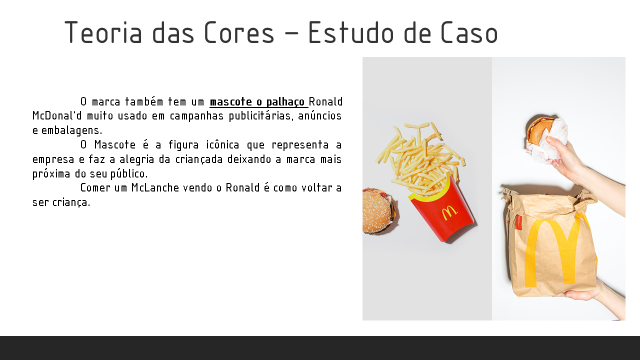 Teoria das Cores – Estudo de Caso
O marca também tem um mascote o palhaço Ronald
McDonal'd muito usado em campanhas publicitárias, anúncios
e embalagens.
O Mascote é a figura icônica que representa a
empresa e faz a alegria da criançada deixando a marca mais
próxima do seu público.
Comer um McLanche vendo o Ronald é como voltar a
ser criança.